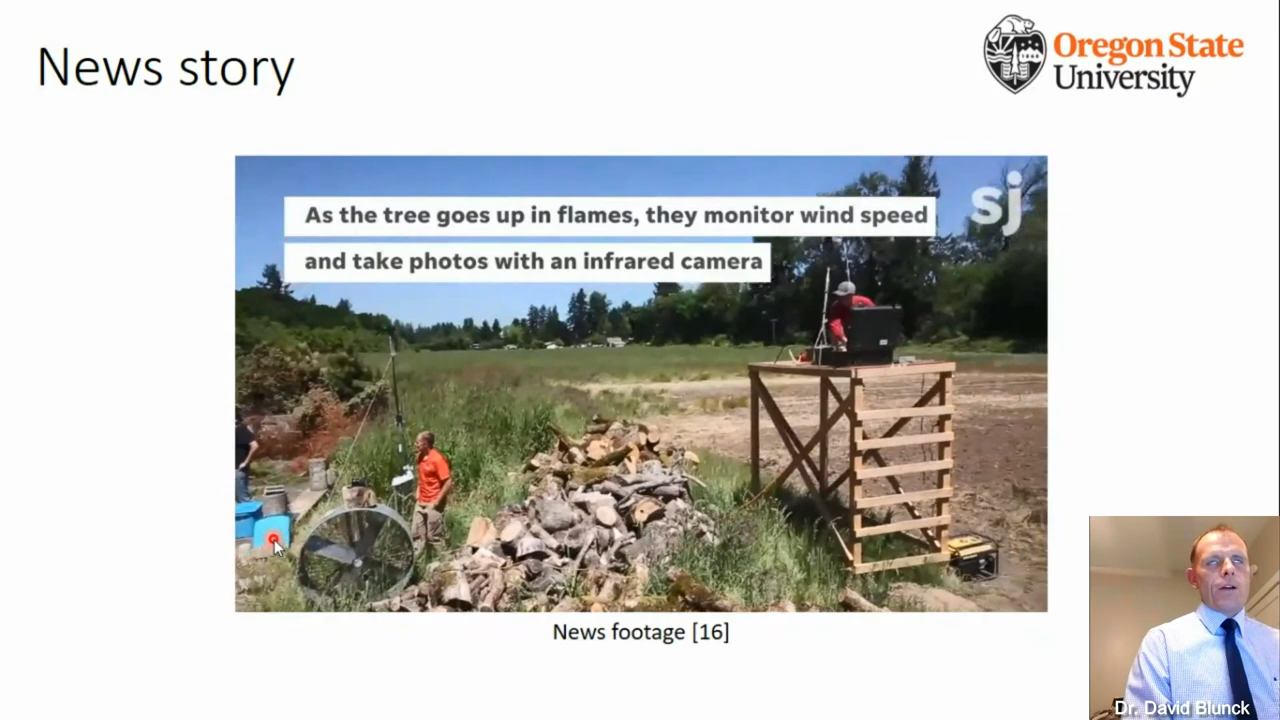 News story
Oregon State
University
As the tree goes up in flames, they monitor wind speed
and take photos with an infrared camera
sj
News footage [16]
Dr. David Blunck